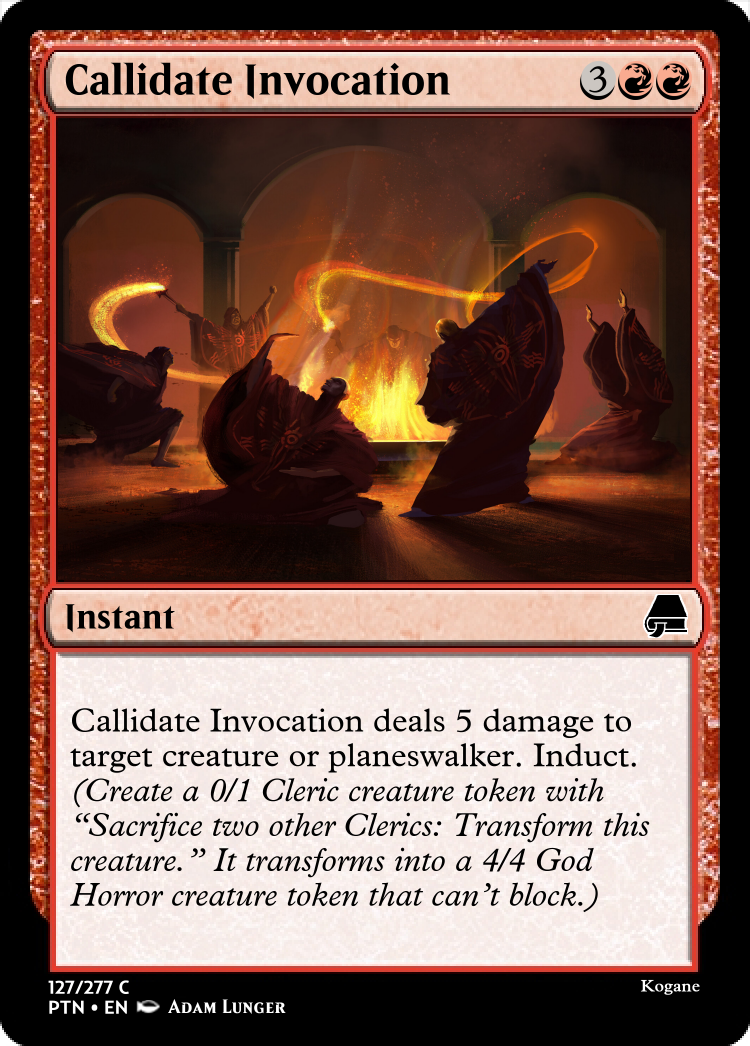 Callidate Invocation 3
Instant
Callidate Invocation deals 5 damage to
target creature or planeswalker. Induct.
(Create a 0/1 Cleric creature token with
“Sacrifice two other Clerics: Transform this
creature.” It transforms into a 4/4 God
Horror creature token that can’t block.)
127/277 C
PTN • EN ADAM LUNGER
Kogane